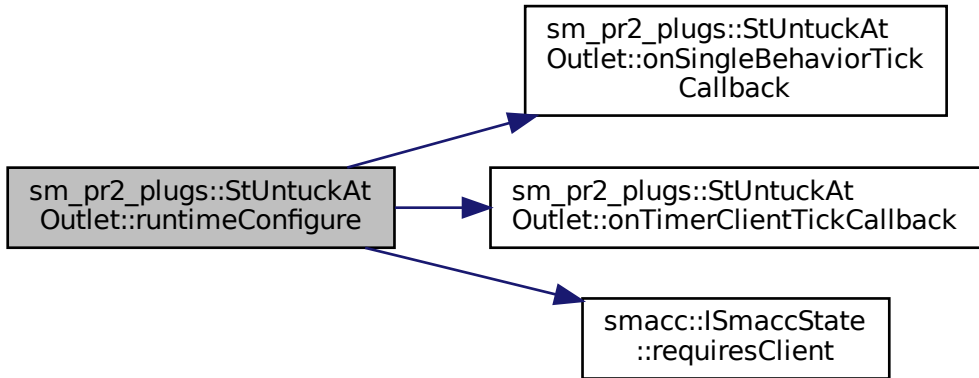 sm_pr2_plugs::StUntuckAt
Outlet::runtimeConfigure
sm_pr2_plugs::StUntuckAt
Outlet::onSingleBehaviorTick
Callback
sm_pr2_plugs::StUntuckAt
Outlet::onTimerClientTickCallback
smacc::ISmaccState
::requiresClient